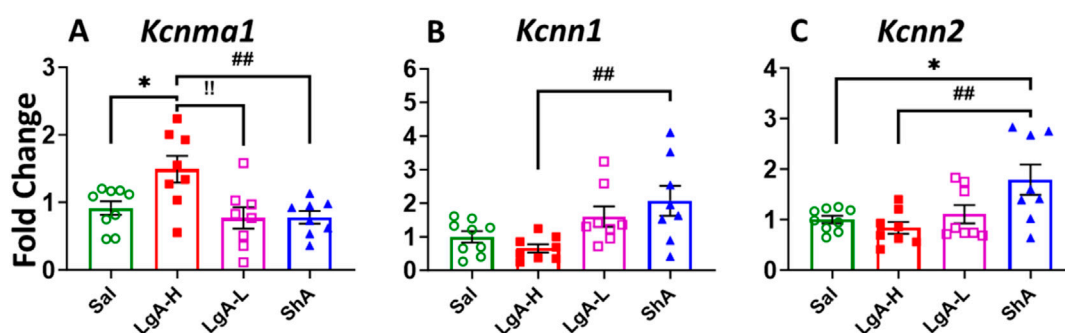 A Kcnma1
B Kcnn1
C Kcnn2
Fold Change
3
2
1
0
* !! ##
Sal LgA-H LgA-L ShA
6
5
4
3
2
1
0
##
Sal LgA-H LgA-L ShA
4
3
2
1
0
*
##
Sal LgA-H LgA-L ShA